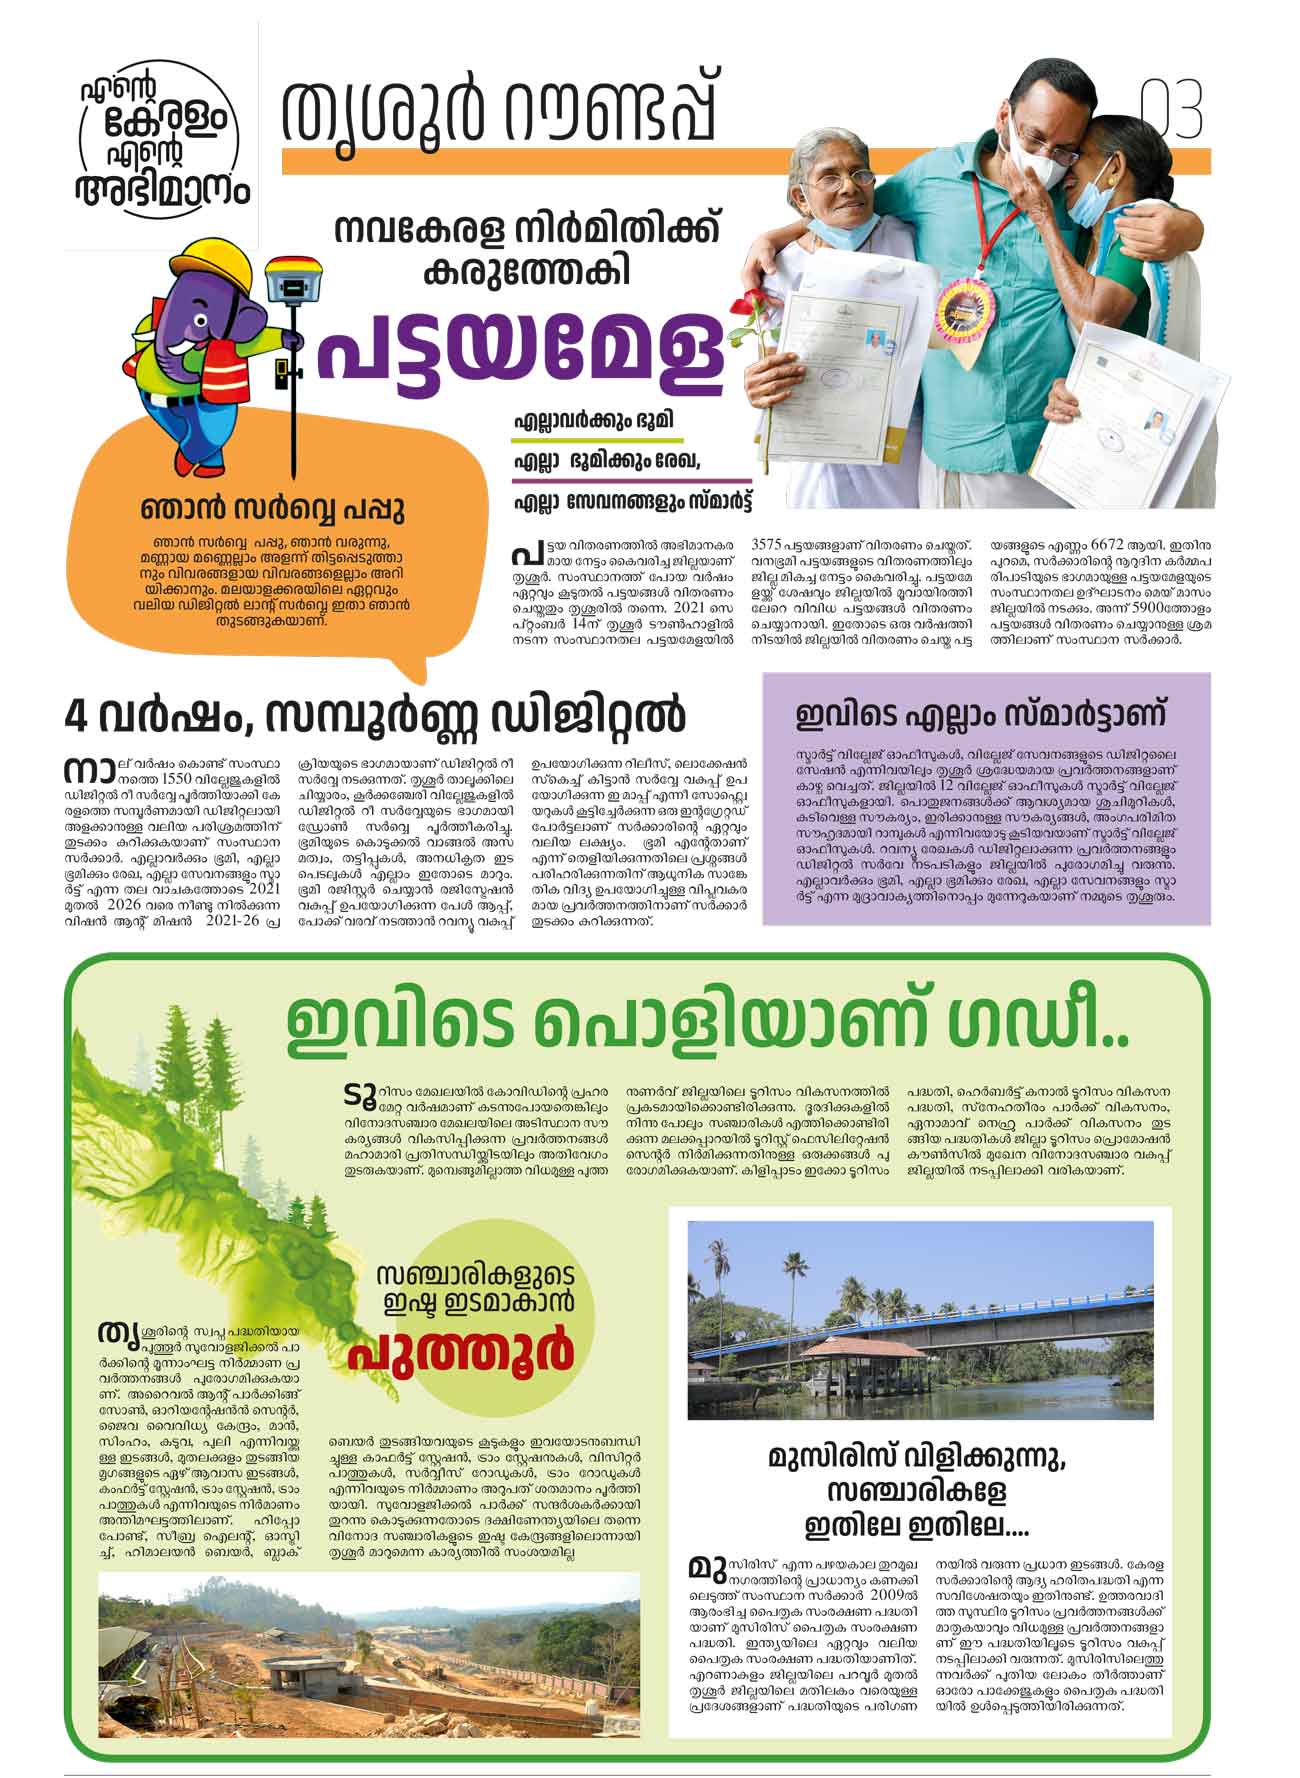 എന്റെ
കേരളം
എന്റെ
അഭിമാനം
തൃശൂർ റൗണ്ടപ്പ്
03
നവകേരള നിർമിതിക്ക്
കരുത്തേകി
പട്ടയമേള
എല്ലാവർക്കും ഭൂമി
എല്ലാ ഭൂമിക്കും രേഖ,
എല്ലാ സേവനങ്ങളും സ്മാർട്ട്
ഞാൻ സർവ്വെ പപ്പു
ഞാൻ സർവ്വെ പപ്പു, ഞാൻ വരുന്നു,
മണ്ണായ മണ്ണെല്ലാം അളന്ന് തിട്ടപ്പെടുത്താ
നും വിവരങ്ങളായ വിവരങ്ങളെല്ലാം അറി
യിക്കാനും. മലയാളക്കരയിലെ ഏറ്റവും
വലിയ ഡിജിറ്റൽ ലാന്റ് സർവ്വെ ഇതാ ഞാൻ
തുടങ്ങുകയാണ്.
പട്ടയ വിതരണത്തിൽ അഭിമാനകര
മായ നേട്ടം കൈവരിച്ച ജില്ലയാണ്
തൃശൂർ. സംസ്ഥാനത്ത് പോയ വർഷം
ഏറ്റവും കൂടുതൽ പട്ടയങ്ങൾ വിതരണം
ചെയ്തതും തൃശൂരിൽ തന്നെ. 2021 സെ
പ്റ്റംബർ 14ന് തൃശൂർ ടൗൺഹാളിൽ
നടന്ന സംസ്ഥാനതല പട്ടയമേളയിൽ
3575 പട്ടയങ്ങളാണ് വിതരണം ചെയ്തത്.
വനഭൂമി പട്ടയങ്ങളുടെ വിതരണത്തിലും
ജില്ല മികച്ച നേട്ടം കൈവരിച്ചു. പട്ടയമേ
ളയ്ക്ക് ശേഷവും ജില്ലയിൽ മൂവായിരത്തി
ലേറെ വിവിധ പട്ടയങ്ങൾ വിതരണം
ചെയ്യാനായി. ഇതോടെ ഒരു വർഷത്തി
നിടയിൽ ജില്ലയിൽ വിതരണം ചെയ്ത പട്ട
യങ്ങളുടെ എണ്ണം 6672 ആയി. ഇതിനു
പുറമെ, സർക്കാരിന്റെ നൂറുദിന കർമ്മപ
രിപാടിയുടെ ഭാഗമായുള്ള പട്ടയമേളയുടെ
സംസ്ഥാനതല ഉദ്ഘാടനം മെയ് മാസം
ജില്ലയിൽ നടക്കും. അന്ന് 5900ത്തോളം
പട്ടയങ്ങൾ വിതരണം ചെയ്യാനുള്ള ശ്രമ
ത്തിലാണ് സംസ്ഥാന സർക്കാർ.
4 വർഷം, സമ്പൂർണ്ണ ഡിജിറ്റൽ
നാല് വർഷം കൊണ്ട് സംസ്ഥാ
നത്തെ 1550 വില്ലേജുകളിൽ
ഡിജിറ്റൽ റീ സർവ്വേ പൂർത്തിയാക്കി കേ
രളത്തെ സമ്പൂർണമായി ഡിജിറ്റലായി
അളക്കാനുള്ള വലിയ പരിശ്രമത്തിന്
തുടക്കം കുറിക്കുകയാണ് സംസ്ഥാന
സർക്കാർ. എല്ലാവർക്കും ഭൂമി, എല്ലാ
ഭൂമിക്കും രേഖ, എല്ലാ സേവനങ്ങളും സ്മാ
ർട്ട് എന്ന തല വാചകത്തോടെ 2021
മുതൽ 2026 വരെ നീണ്ടു നിൽക്കുന്ന
വിഷൻ ആന്റ് മിഷൻ 2021-26 പ്ര
ക്രിയയുടെ ഭാഗമായാണ് ഡിജിറ്റൽ റീ
സർവ്വേ നടക്കുന്നത്. തൃശൂർ താലൂക്കിലെ
ചിയ്യാരം, കൂർക്കഞ്ചേരി വില്ലേജുകളിൽ
ഡിജിറ്റൽ റീ സർവ്വേയുടെ ഭാഗമായി
ഡ്രോൺ സർവ്വെ പൂർത്തീകരിച്ചു.
ഭൂമിയുടെ കൊടുക്കൽ വാങ്ങൽ അസ
മത്വം, തട്ടിപ്പുകൾ, അനധികൃത ഇട
പെടലുകൾ എല്ലാം ഇതോടെ മാറും.
ഭൂമി രജിസ്റ്റർ ചെയ്യാൻ രജിസ്ട്രേഷൻ
വകുപ്പ് ഉപയോഗിക്കുന്ന പേൾ ആപ്പ്,
പോക്ക് വരവ് നടത്താൻ റവന്യൂ വകുപ്പ്
ഉപയോഗിക്കുന്ന റിലീസ്, ലൊക്കേഷൻ
സ്കെച്ച് കിട്ടാൻ സർവ്വേ വകുപ്പ് ഉപ
യോഗിക്കുന്ന ഇ മാപ്പ് എന്നീ സോഫ്റ്റ്വെ
യറുകൾ കൂട്ടിച്ചേർക്കുന്ന ഒരു ഇന്റഗ്രേറ്റഡ്
പോർട്ടലാണ് സർക്കാരിന്റെ ഏറ്റവും
വലിയ ലക്ഷ്യം. ഭൂമി എന്റേതാണ്
എന്ന് തെളിയിക്കുന്നതിലെ പ്രശ്നങ്ങൾ
പരിഹരിക്കുന്നതിന് ആധുനിക സാങ്കേ
തിക വിദ്യ ഉപയോഗിച്ചുള്ള വിപ്ലവകര
മായ പ്രവർത്തനത്തിനാണ് സർക്കാർ
തുടക്കം കുറിക്കുന്നത്.
ഇവിടെ എല്ലാം സ്മാർട്ടാണ്
സ്മാർട്ട് വില്ലേജ് ഓഫീസുകൾ, വില്ലേജ് സേവനങ്ങളുടെ ഡിജിറ്റലൈ
സേഷൻ എന്നിവയിലും തൃശൂർ ശ്രദ്ധേയമായ പ്രവർത്തനങ്ങളാണ്
കാഴ്ച വെച്ചത്. ജില്ലയിൽ 12 വില്ലേജ് ഓഫീസുകൾ സ്മാർട്ട് വില്ലേജ്
ഓഫീസുകളായി. പൊതുജനങ്ങൾക്ക് ആവശ്യമായ ശുചിമുറികൾ,
കുടിവെള്ള സൗകര്യം, ഇരിക്കാനുള്ള സൗകര്യങ്ങൾ, അംഗപരിമിത
സൗഹൃദമായി റാമ്പുകൾ എന്നിവയോടു കൂടിയവയാണ് സ്മാർട്ട് വില്ലേജ്
ഓഫീസുകൾ. റവന്യൂ രേഖകൾ ഡിജിറ്റലാക്കുന്ന പ്രവർത്തനങ്ങളും
ഡിജിറ്റൽ സർവേ നടപടികളും ജില്ലയിൽ പുരോഗമിച്ചു വരുന്നു.
എല്ലാവർക്കും ഭൂമി, എല്ലാ ഭൂമിക്കും രേഖ, എല്ലാ സേവനങ്ങളും സ്മാ
ർട്ട് എന്ന മുദ്രാവാക്യത്തിനൊപ്പം മുന്നേറുകയാണ് നമ്മുടെ തൃശൂരും.
ഇവിടെ പൊളിയാണ് ഗഡീ..
ടൂറിസം മേഖലയിൽ കോവിഡിന്റെ പ്രഹര
മേറ്റ വർഷമാണ് കടന്നുപോയതെങ്കിലും
വിനോദസഞ്ചാര മേഖലയിലെ അടിസ്ഥാന സൗ
കര്യങ്ങൾ വികസിപ്പിക്കുന്ന പ്രവർത്തനങ്ങൾ
മഹാമാരി പ്രതിസന്ധിയ്ക്കിടയിലും അതിവേഗം
തുടരുകയാണ്. മുമ്പെങ്ങുമില്ലാത്ത വിധമുള്ള പുത്ത
നുണർവ് ജില്ലയിലെ ടൂറിസം വികസനത്തിൽ
പ്രകടമായിക്കൊണ്ടിരിക്കുന്നു. ദൂരദിക്കുകളിൽ
നിന്നു പോലും സഞ്ചാരികൾ എത്തിക്കൊണ്ടിരി
ക്കുന്ന മലക്കപ്പാറയിൽ ടൂറിസ്റ്റ് ഫെസിലിറ്റേഷൻ
സെന്റർ നിർമിക്കുന്നതിനുള്ള ഒരുക്കങ്ങൾ പു
രോഗമിക്കുകയാണ്. കിളിപ്പാടം ഇക്കോ ടൂറിസം
പദ്ധതി, ഹെർബർട്ട് കനാൽ ടൂറിസം വികസന
പദ്ധതി, സ്നേഹതീരം പാർക്ക് വികസനം,
ഏനാമാവ് നെഹ്റു പാർക്ക് വികസനം തുട
ങ്ങിയ പദ്ധതികൾ ജില്ലാ ടൂറിസം പ്രൊമോഷൻ
കൗൺസിൽ മുഖേന വിനോദസഞ്ചാര വകുപ്പ്
ജില്ലയിൽ നടപ്പിലാക്കി വരികയാണ്.
സഞ്ചാരികളുടെ
ഇഷ്ട ഇടമാകാൻ
പുത്തൂർ
തൃശൂരിന്റെ സ്വപ്ന പദ്ധതിയായ
പുത്തൂർ സുവോളജിക്കൽ പാ
ർക്കിന്റെ മൂന്നാംഘട്ട നിർമ്മാണ പ്ര
വർത്തനങ്ങൾ പുരോഗമിക്കുകയാ
ണ്. അറൈവൽ ആന്റ് പാർക്കിങ്ങ്
സോൺ, ഓറിയന്റേഷൻ സെന്റർ,
ജൈവ വൈവിധ്യ കേന്ദ്രം, മാൻ,
സിംഹം, കടുവ, പുലി എന്നിവയ്ക്കു
ള്ള ഇടങ്ങൾ, മുതലക്കുളം തുടങ്ങിയ
മൃഗങ്ങളുടെ ഏഴ് ആവാസ ഇടങ്ങൾ,
കംഫർട്ട് സ്റ്റേഷൻ, ട്രാം സ്റ്റേഷൻ, ട്രാം
പാത്തുകൾ എന്നിവയുടെ നിർമാണം
അന്തിമഘട്ടത്തിലാണ്. ഹിപ്പോ
പോണ്ട്, സീബ്ര ഐലന്റ്, ഓസ്ട്രി
ച്ച്, ഹിമാലയൻ ബെയർ, ബ്ലാക്
ബെയർ തുടങ്ങിയവയുടെ കൂടുകളും ഇവയോടനുബന്ധി
ച്ചുള്ള കാഫർട്ട് സ്റ്റേഷൻ, ട്രാം സ്റ്റേഷനുകൾ, വിസിറ്റർ
പാത്തുകൾ, സർവ്വീസ് റോഡുകൾ, ട്രാം റോഡുകൾ
എന്നിവയുടെ നിർമ്മാണം അറുപത് ശതമാനം പൂർത്തി
യായി. സുവോളജിക്കൽ പാർക്ക് സന്ദർശകർക്കായി
തുറന്നു കൊടുക്കുന്നതോടെ ദക്ഷിണേന്ത്യയിലെ തന്നെ
വിനോദ സഞ്ചാരികളുടെ ഇഷ്ട കേന്ദ്രങ്ങളിലൊന്നായി
തൃശൂർ മാറുമെന്ന കാര്യത്തിൽ സംശയമില്ല
മുസിരിസ് വിളിക്കുന്നു,
സഞ്ചാരികളേ
ഇതിലേ ഇതിലേ....
മുസിരിസ് എന്ന പഴയകാല തുറമുഖ
നഗരത്തിന്റെ പ്രാധാന്യം കണക്കി
ലെടുത്ത് സംസ്ഥാന സർക്കാർ 2009ൽ
ആരംഭിച്ച പൈതൃക സംരക്ഷണ പദ്ധതി
യാണ് മുസിരിസ് പൈതൃക സംരക്ഷണ
പദ്ധതി. ഇന്ത്യയിലെ ഏറ്റവും വലിയ
പൈതൃക സംരക്ഷണ പദ്ധതിയാണിത്.
എറണാകുളം ജില്ലയിലെ പറവൂർ മുതൽ
തൃശൂർ ജില്ലയിലെ മതിലകം വരെയുള്ള
പ്രദേശങ്ങളാണ് പദ്ധതിയുടെ പരിഗണ
നയിൽ വരുന്ന പ്രധാന ഇടങ്ങൾ. കേരള
സർക്കാരിന്റെ ആദ്യ ഹരിതപദ്ധതി എന്ന
സവിശേഷതയും ഇതിനുണ്ട്. ഉത്തരവാദി
ത്ത സുസ്ഥിര ടൂറിസം പ്രവർത്തനങ്ങൾക്ക്
മാതൃകയാവും വിധമുള്ള പ്രവർത്തനങ്ങളാ
ണ് ഈ പദ്ധതിയിലൂടെ ടൂറിസം വകുപ്പ്
നടപ്പിലാക്കി വരുന്നത്. മുസിരിസിലെത്തു
ന്നവർക്ക് പുതിയ ലോകം തീർത്താണ്
ഓരോ പാക്കേജുകളും പൈതൃക പദ്ധതി
യിൽ ഉൾപ്പെടുത്തിയിരിക്കുന്നത്.